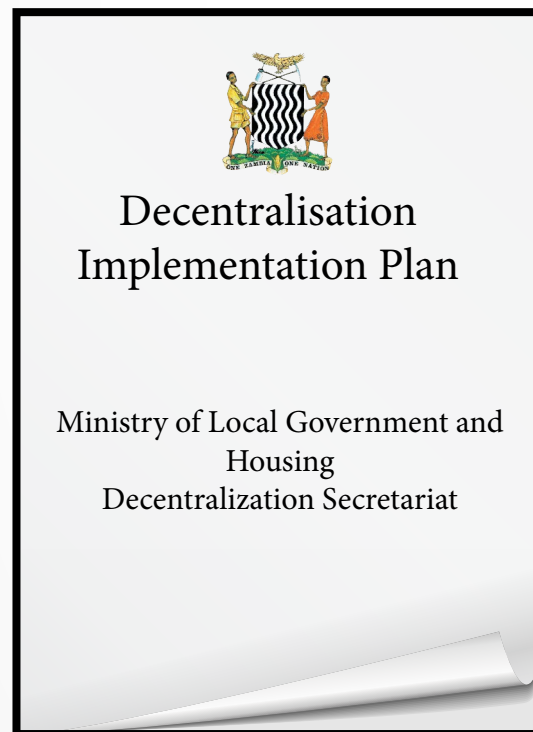 ONE ZAMBIA ONE NATION
Decentralisation
Implementation Plan
Ministry of Local Government and
Housing
Decentralization Secretariat